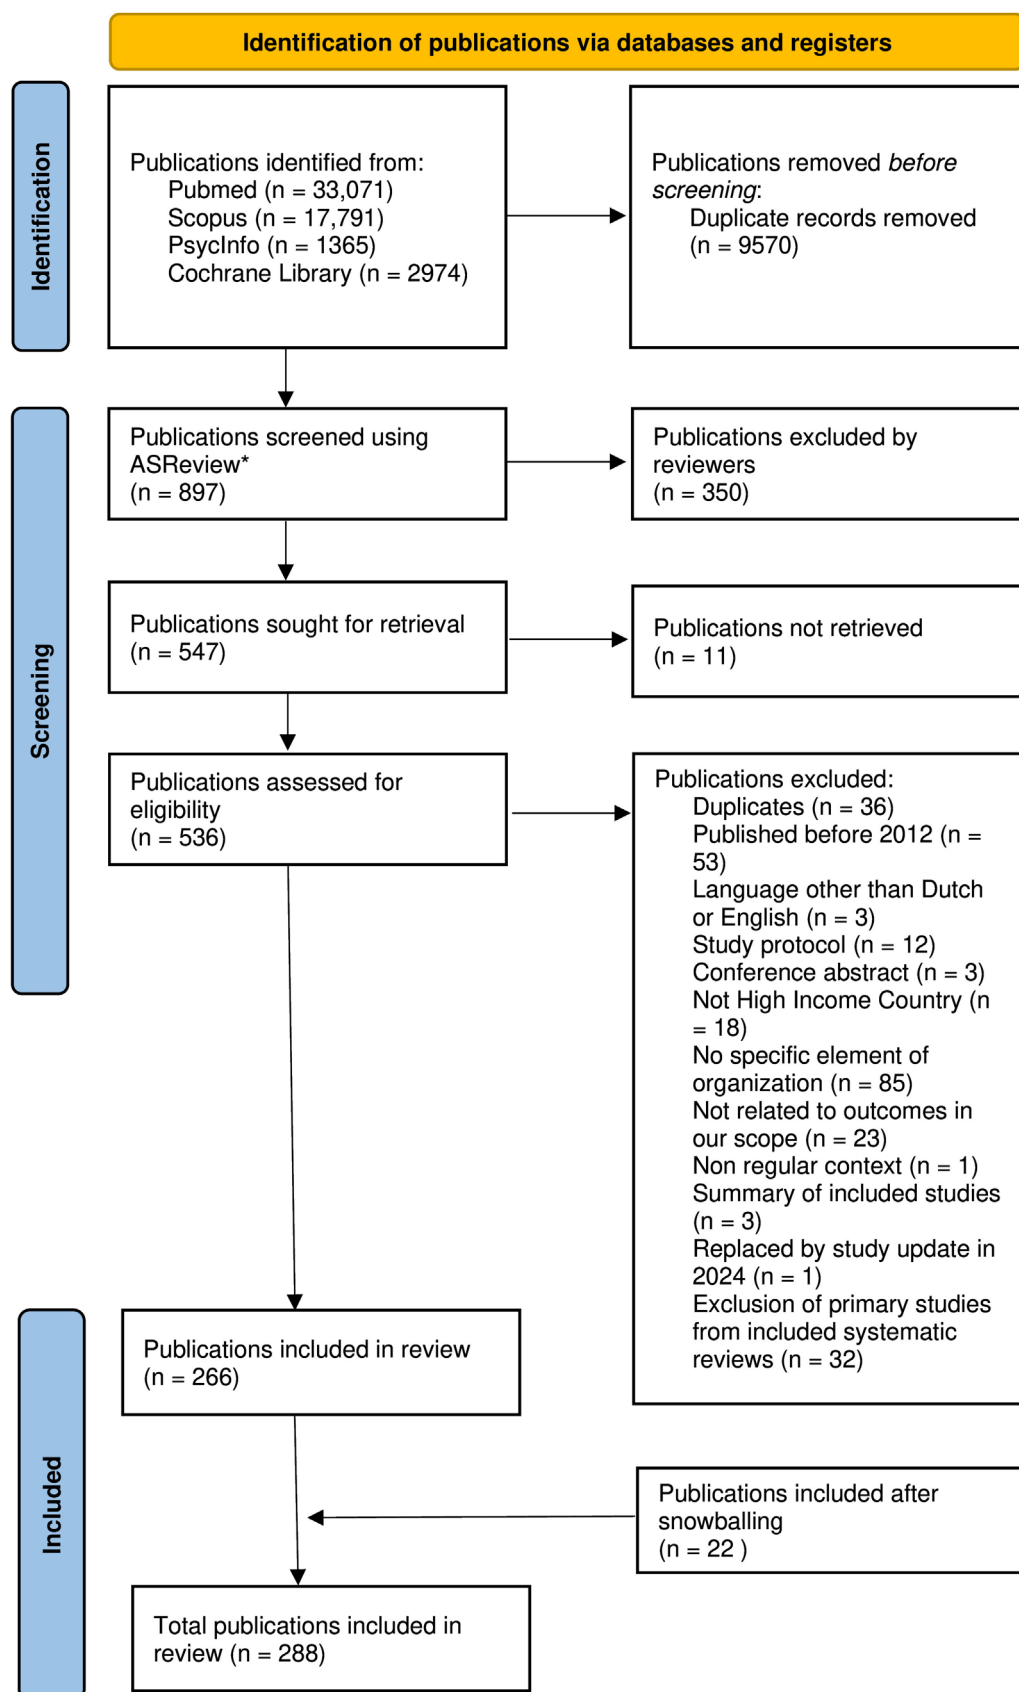 Identification of publications via databases and registers
Identification
Publications identified from:
Pubmed (n = 33,071)
Scopus (n = 17,791)
PsycInfo (n = 1365)
Cochrane Library (n = 2974)
Publications removed before
screening:
Duplicate records removed
(n = 9570)
Screening
Publications screened using
ASReview*
(n = 897)
Publications excluded by
reviewers
(n = 350)
Publications sought for retrieval
(n = 547)
Publications not retrieved
(n = 11)
Publications assessed for
eligibility
(n = 536)
Publications excluded:
Duplicates (n = 36)
Published before 2012 (n =
53)
Language other than Dutch
or English (n = 3)
Study protocol (n = 12)
Conference abstract (n = 3)
Not High Income Country (n
= 18)
No specific element of
organization (n = 85)
Not related to outcomes in
our scope (n = 23)
Non regular context (n = 1)
Summary of included studies
(n = 3)
Replaced by study update in
2024 (n = 1)
Exclusion of primary studies
from included systematic
reviews (n = 32)
Included
Publications included in review
(n = 266)
Publications included after
snowballing
(n = 22 )
Total publications included in
review (n = 288)